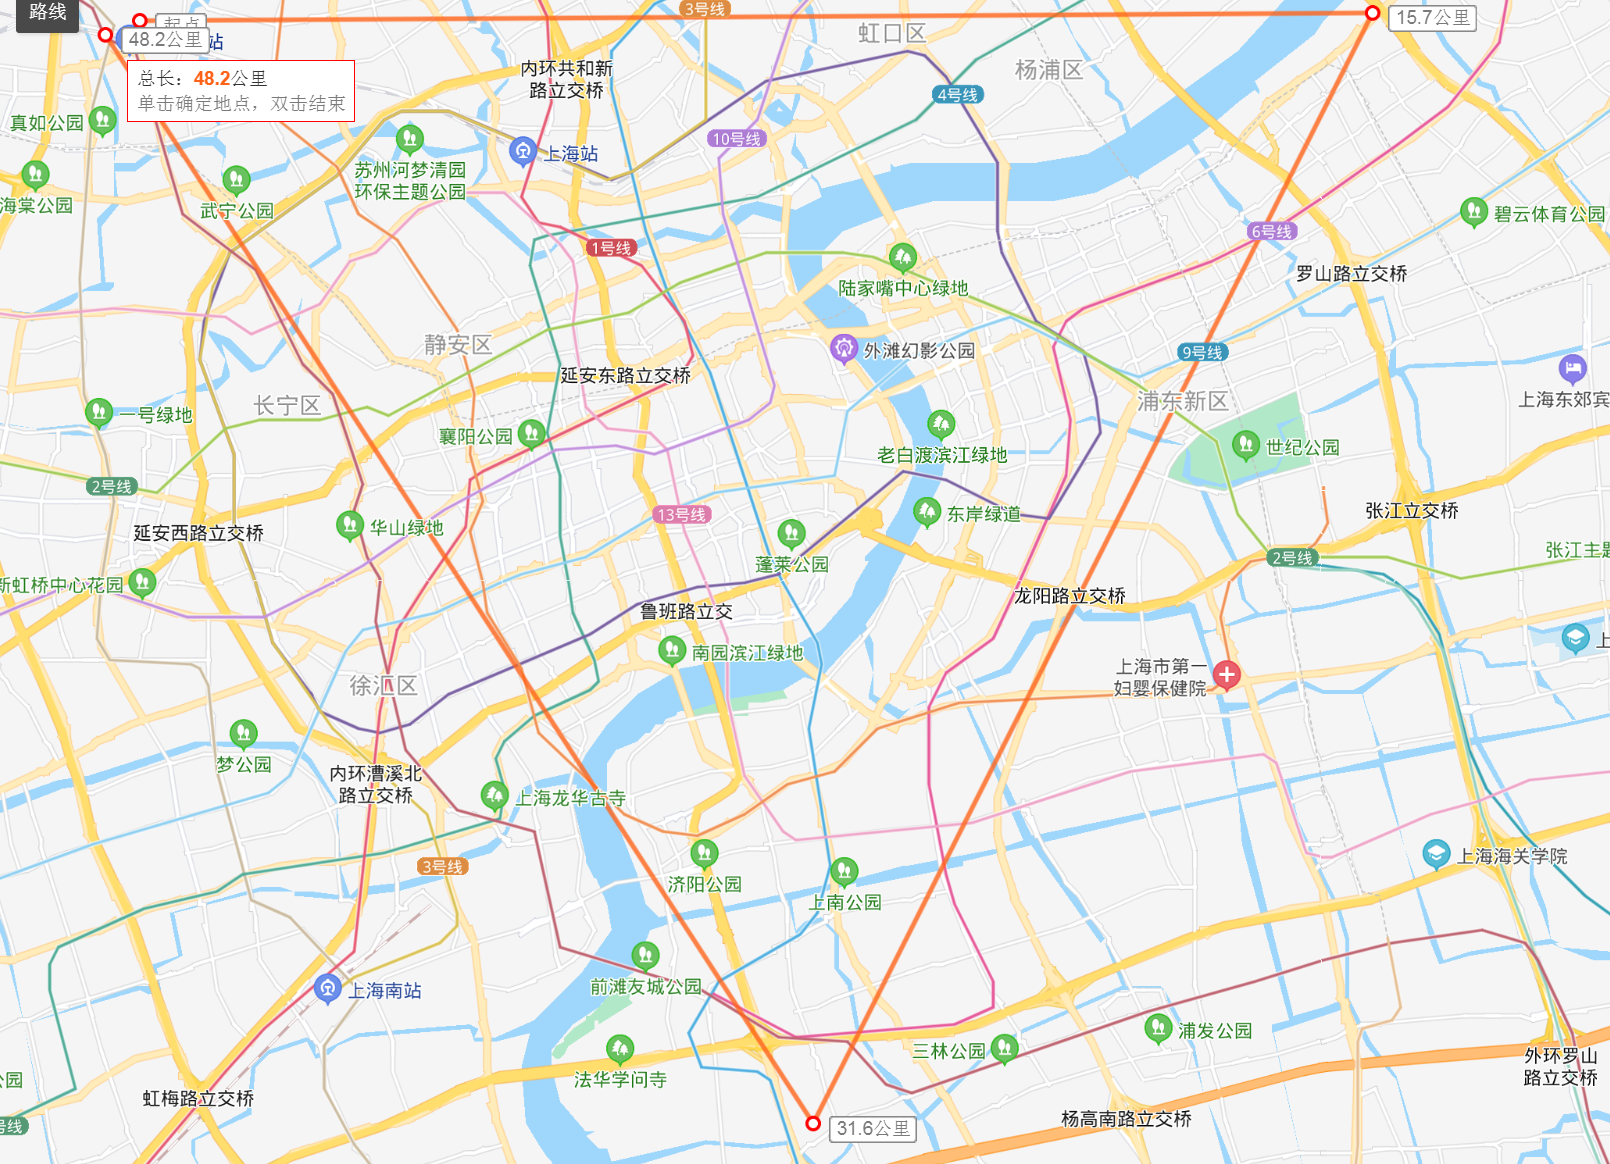 路线
起点
3号线
15.7公里
48.2公里
站
虹口区
总长：48.2公里
单击确定地点，双击结束
内环共和新
路立交桥
杨浦区
4号线
真如公园
10号线
上海站
苏州河梦清园
环保主题公园
海棠公园
武宁公园
碧云体育公园
6号线
1号线
罗山路立交桥
陆家嘴中心绿地
静安区
外滩幻影公园
9号线
延安东路立交桥
上海东郊宾
长宁区
浦东新区
一号绿地
襄阳公园
世纪公园
老白渡滨江绿地
2号线
13号线
东岸绿道
张江立交桥
华山绿地
延安西路立交桥
张江主题
2号线
蓬莱公园
新虹桥中心花园
龙阳路立交桥
鲁班路立交
上
南园滨江绿地
上海市第一
妇婴保健院
徐汇区
梦公园
内环漕溪北
路立交桥
上海龙华古寺
上海海关学院
3号线
济阳公园
上南公园
前滩友城公园
上海南站
浦发公园
三林公园
外环罗山
路立交桥
法华学问寺
公园
虹梅路立交桥
杨高南路立交桥
31.6公里
号线